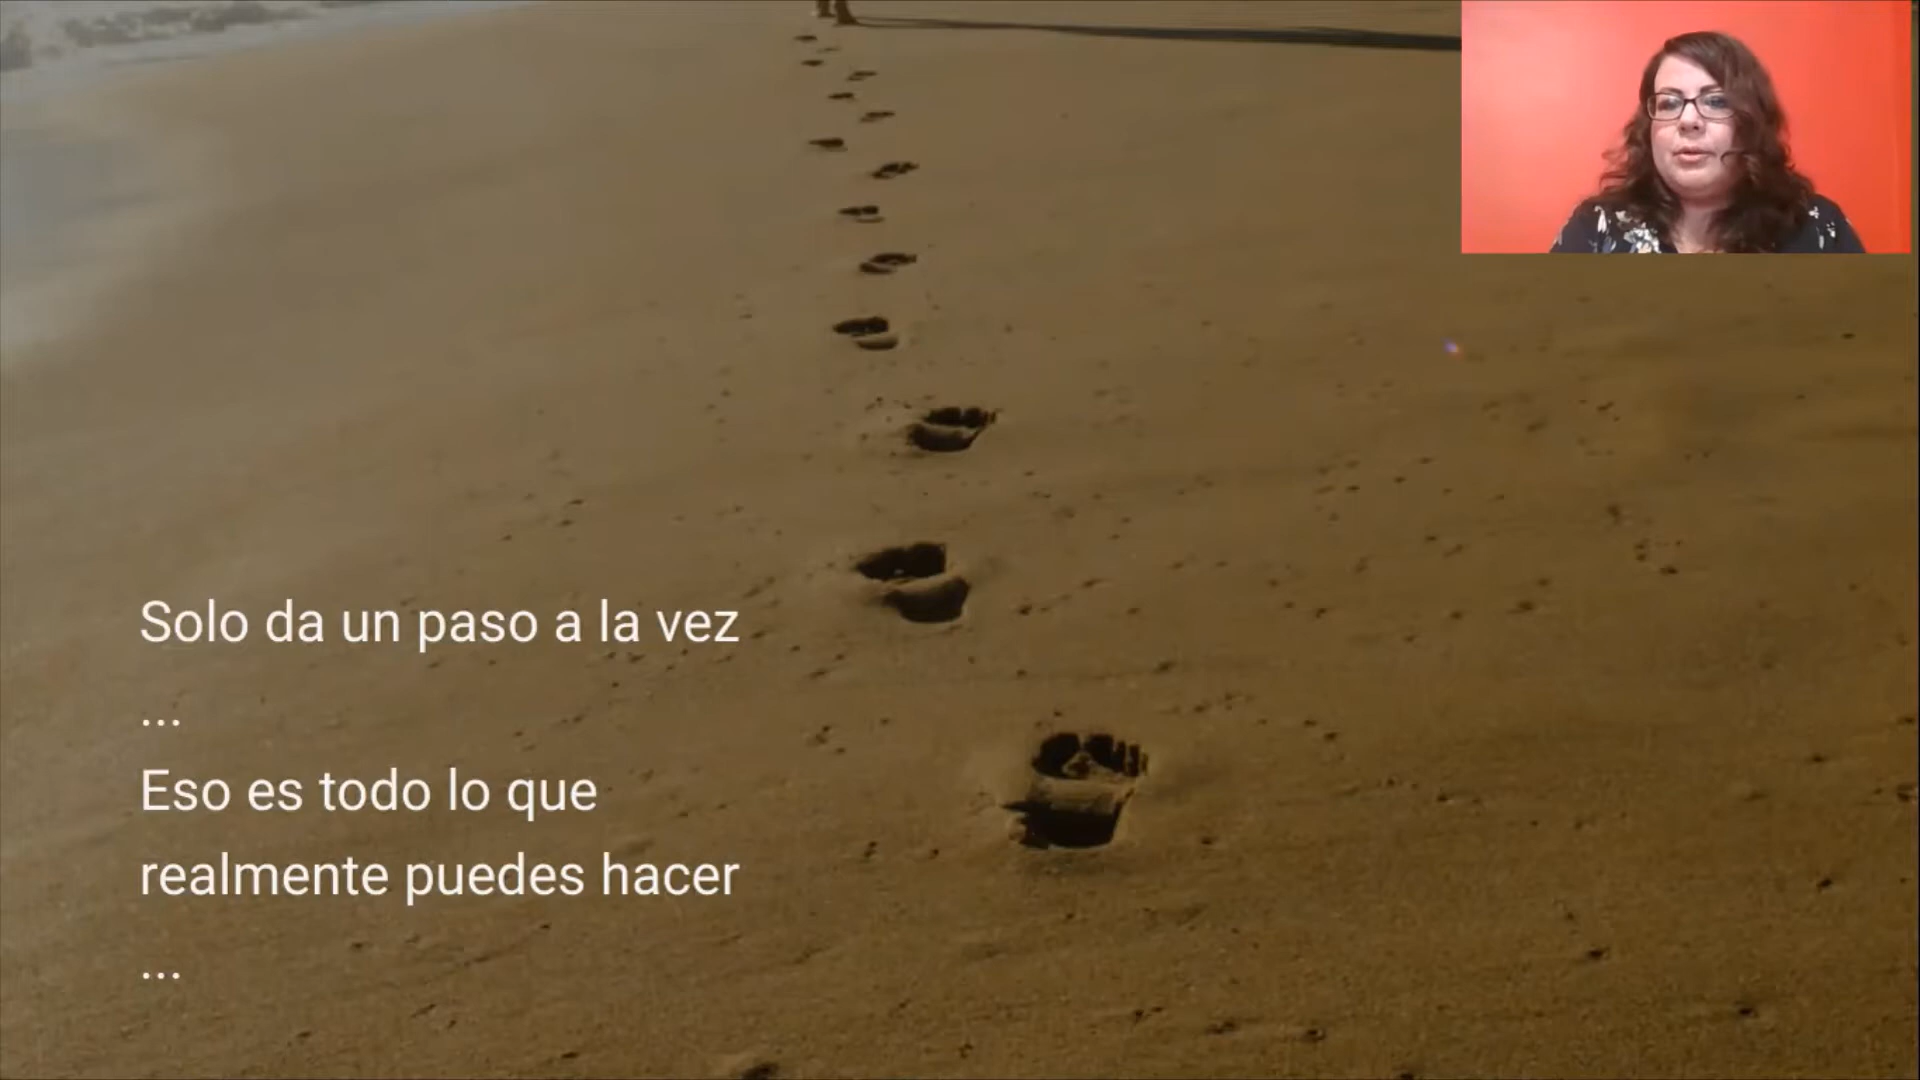 Solo da un paso a la vez
...
Eso es todo lo que
realmente puedes hacer
...